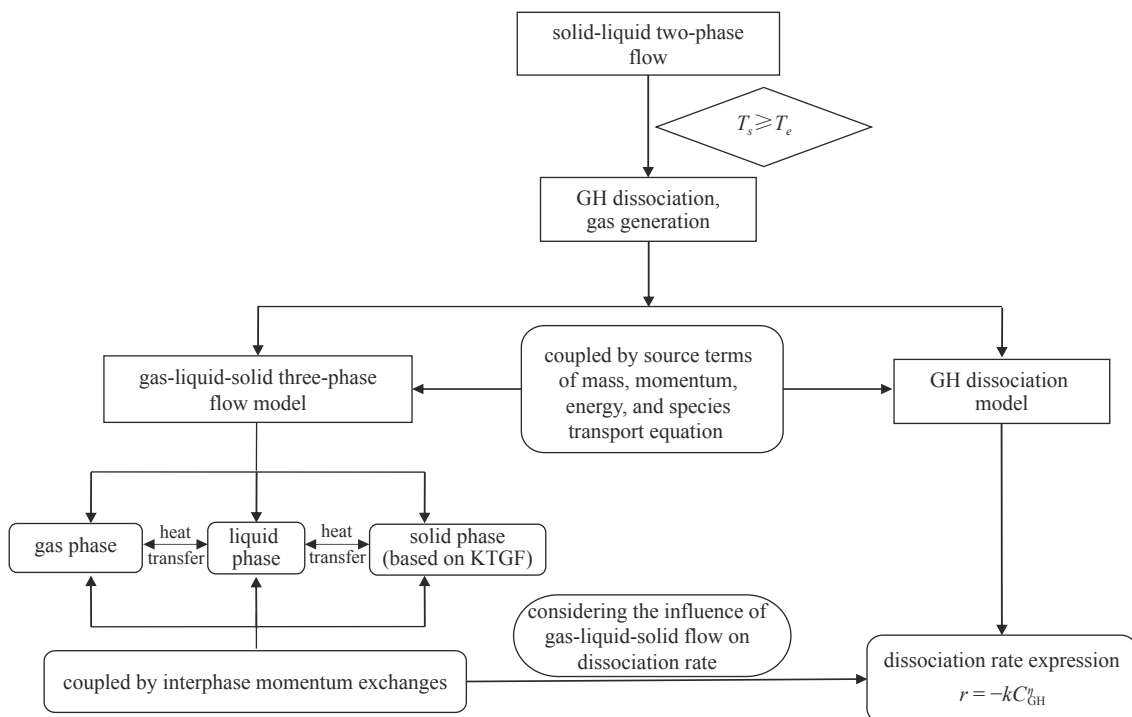 solid-liquid two-phase
flow
T_s ⩾ T_e
GH dissociation,
gas generation
gas-liquid-solid three-phase
flow model
coupled by source terms
of mass, momentum,
energy, and species
transport equation
GH dissociation
model
gas phase
heat
transfer
liquid
phase
heat
transfer
solid phase
(based on KTGF)
considering the influence of
gas-liquid-solid flow on
dissociation rate
coupled by interphase momentum exchanges
dissociation rate expression
r = −kC_GH^η